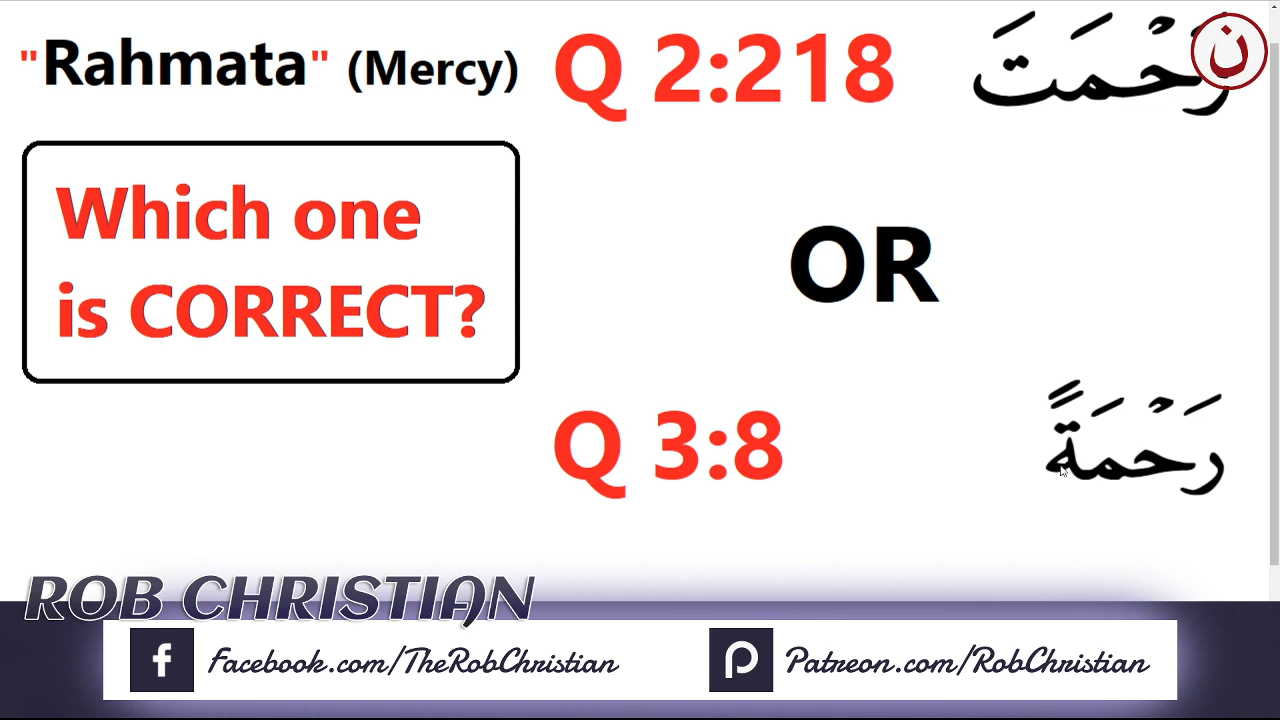 "Rahmata" (Mercy) Q 2:218 رَحْمَتَ
ن
Which one
is CORRECT?
OR
Q 3:8 رَحْمَةً
ROB CHRISTIAN
f Facebook.com/TheRobChristian
Patreon.com/RobChristian